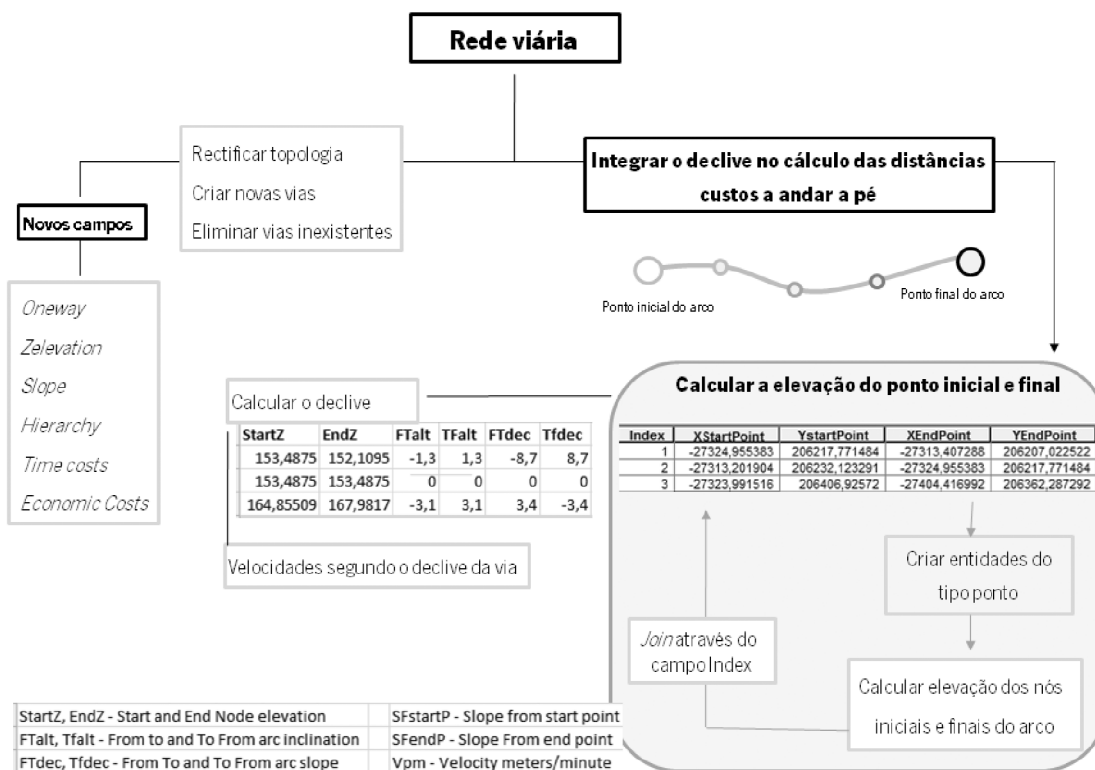 Rede viária
Rectificar topologia
Criar novas vias
Eliminar vias inexistentes
Integrar o declive no cálculo das distâncias
custos a andar a pé
Novos campos
Oneway
Zelevation
Slope
Hierarchy
Time costs
Economic Costs
Ponto inicial do arco
Ponto final do arco
Calcular o declive
StartZ EndZ FTalt TFalt FTdec Tfdec
153,4875 152,1095 -1,3 1,3 -8,7 8,7
153,4875 153,4875 0 0 0 0
164,85509 167,9817 -3,1 3,1 3,4 -3,4
Velocidades segundo o declive da via
Calcular a elevação do ponto inicial e final
Index XStartPoint YstartPoint XEndPoint YEndPoint
1 -27324,955383 206217,771484 -27313,407288 206207,022522
2 -27313,201904 206232,123291 -27324,955383 206217,771484
3 -27323,991516 206406,92572 -27404,416992 206362,287292
Criar entidades do
tipo ponto
Join através do
campo Index
Calcular elevação dos nós
iniciais e finais do arco
StartZ, EndZ - Start and End Node elevation SFstartP - Slope from start point
FTalt, Tfalt - From to and To From arc inclination SFendP - Slope From end point
FTdec, Tfdec - From To and To From arc slope Vpm - Velocity meters/minute